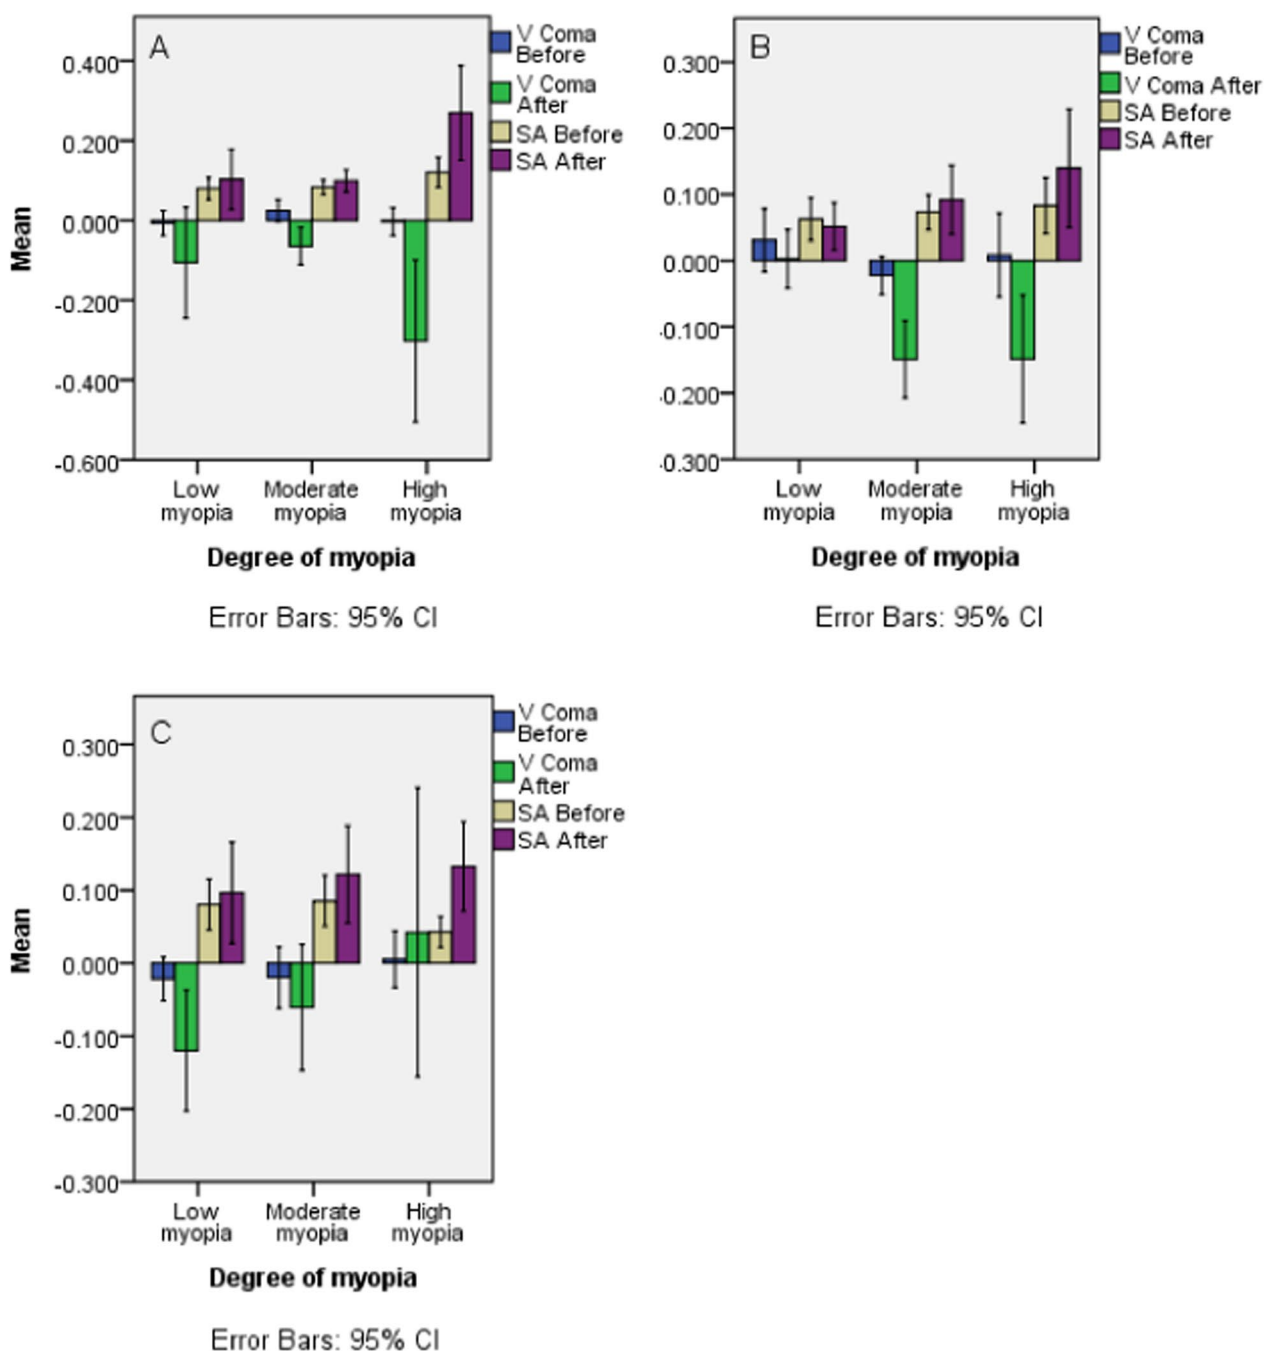 A
V Coma
Before
V Coma
After
SA Before
SA After
0.400
0.200
0.000
-0.200
-0.400
-0.600
Mean
Low
myopia
Moderate
myopia
High
myopia
Degree of myopia
Error Bars: 95% CI
B
V Coma
Before
V Coma After
SA Before
SA After
0.300
0.200
0.100
0.000
-0.100
-0.200
-0.300
Low
myopia
Moderate
myopia
High
myopia
Degree of myopia
Error Bars: 95% CI
C
V Coma
Before
V Coma
After
SA Before
SA After
0.300
0.200
0.100
0.000
-0.100
-0.200
-0.300
Mean
Low
myopia
Moderate
myopia
High
myopia
Degree of myopia
Error Bars: 95% CI